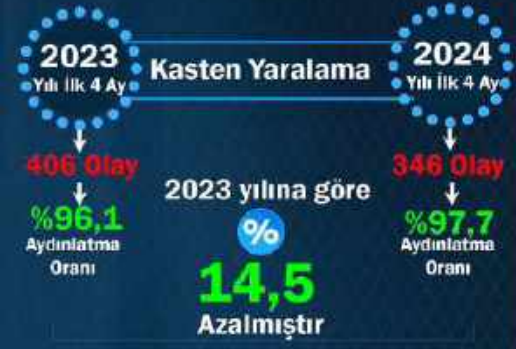 2023
Yılı İlk 4 Ay
Kasten Yaralama
2024
Yılı İlk 4 Ay
406 Olay
346 Olay
%96,1
Aydınlatma
Oranı
2023 yılına göre
%
14,5
Azalmıştır
%97,7
Aydınlatma
Oranı